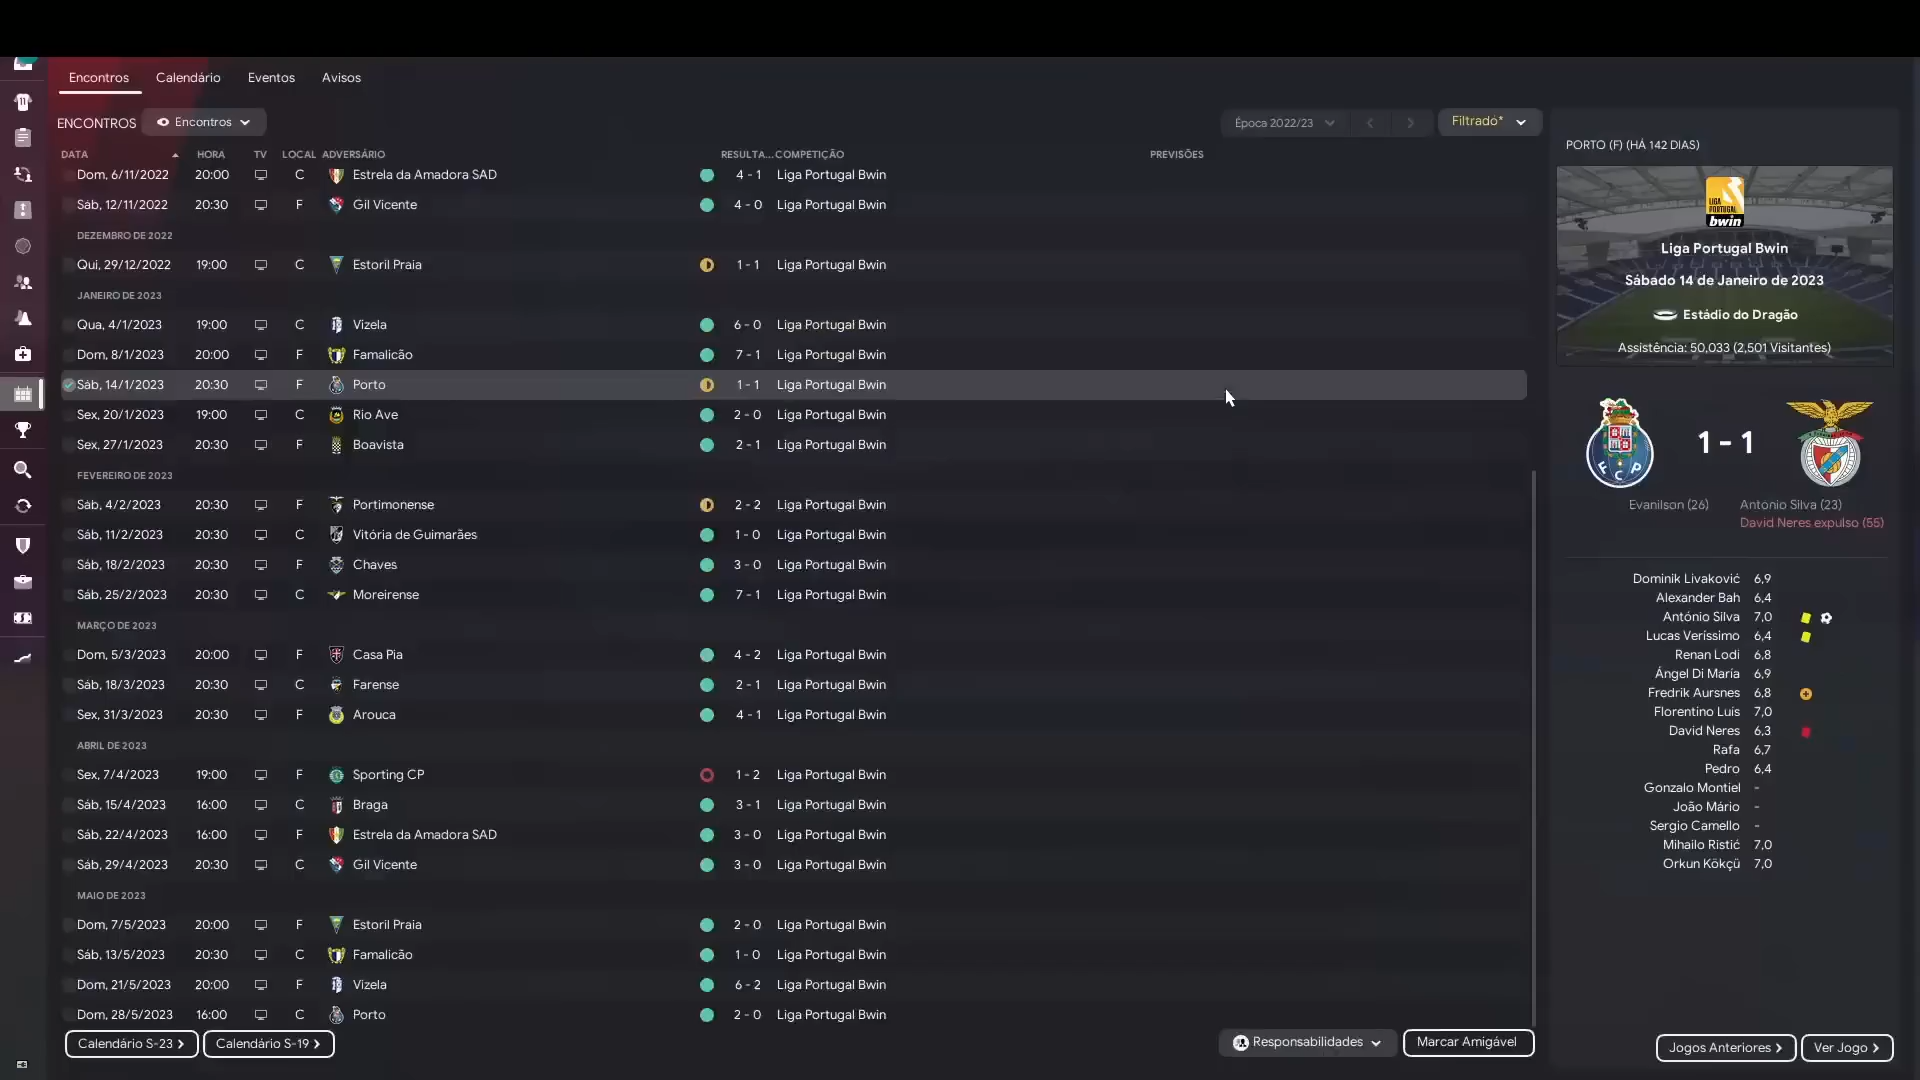 Encontros Calendário Eventos Avisos
ENCONTROS Encontros Época 2022/23 Filtrado*
DATA HORA TV LOCAL ADVERSÁRIO RESULTA... COMPETIÇÃO PREVISÕES
Dom, 6/11/2022 20:00 C Estrela da Amadora SAD 4 - 1 Liga Portugal Bwin
Sáb, 12/11/2022 20:30 F Gil Vicente 4 - 0 Liga Portugal Bwin
DEZEMBRO DE 2022
Qui, 29/12/2022 19:00 C Estoril Praia 1 - 1 Liga Portugal Bwin
JANEIRO DE 2023
Qua, 4/1/2023 19:00 C Vizela 6 - 0 Liga Portugal Bwin
Dom, 8/1/2023 20:00 F Famalicão 7 - 1 Liga Portugal Bwin
Sáb, 14/1/2023 20:30 F Porto 1 - 1 Liga Portugal Bwin
Sex, 20/1/2023 19:00 C Rio Ave 2 - 0 Liga Portugal Bwin
Sex, 27/1/2023 20:30 F Boavista 2 - 1 Liga Portugal Bwin
FEVEREIRO DE 2023
Sáb, 4/2/2023 20:30 F Portimonense 2 - 2 Liga Portugal Bwin
Sáb, 11/2/2023 20:30 C Vitória de Guimarães 1 - 0 Liga Portugal Bwin
Sáb, 18/2/2023 20:30 F Chaves 3 - 0 Liga Portugal Bwin
Sáb, 25/2/2023 20:30 C Moreirense 7 - 1 Liga Portugal Bwin
MARÇO DE 2023
Dom, 5/3/2023 20:00 F Casa Pia 4 - 2 Liga Portugal Bwin
Sáb, 18/3/2023 20:30 C Farense 2 - 1 Liga Portugal Bwin
Sex, 31/3/2023 20:30 F Arouca 4 - 1 Liga Portugal Bwin
ABRIL DE 2023
Sex, 7/4/2023 19:00 F Sporting CP 1 - 2 Liga Portugal Bwin
Sáb, 15/4/2023 16:00 C Braga 3 - 1 Liga Portugal Bwin
Sáb, 22/4/2023 16:00 F Estrela da Amadora SAD 3 - 0 Liga Portugal Bwin
Sáb, 29/4/2023 20:30 C Gil Vicente 3 - 0 Liga Portugal Bwin
MAIO DE 2023
Dom, 7/5/2023 20:00 F Estoril Praia 2 - 0 Liga Portugal Bwin
Sáb, 13/5/2023 20:30 C Famalicão 1 - 0 Liga Portugal Bwin
Dom, 21/5/2023 20:00 F Vizela 6 - 2 Liga Portugal Bwin
Dom, 28/5/2023 16:00 C Porto 2 - 0 Liga Portugal Bwin
Calendário S-23 Calendário S-19 Responsabilidades Marcar Amigável
PORTO (F) (HÁ 142 DIAS)
LIGA
PORTUGAL
bwin
Liga Portugal Bwin
Sábado 14 de Janeiro de 2023
Estádio do Dragão
Assistência: 50,033 (2,501 Visitantes)
FCP
1 - 1
Evanilson (26) António Silva (23)
David Neres expulso (55)
Dominik Livaković 6,9
Alexander Bah 6,4
António Silva 7,0
Lucas Veríssimo 6,4
Renan Lodi 6,8
Ángel Di María 6,9
Fredrik Aursnes 6,8
Florentino Luís 7,0
David Neres 6,3
Rafa 6,7
Pedro 6,4
Gonzalo Montiel -
João Mário -
Sergio Camello -
Mihailo Ristić 7,0
Orkun Kökçü 7,0
Jogos Anteriores Ver Jogo